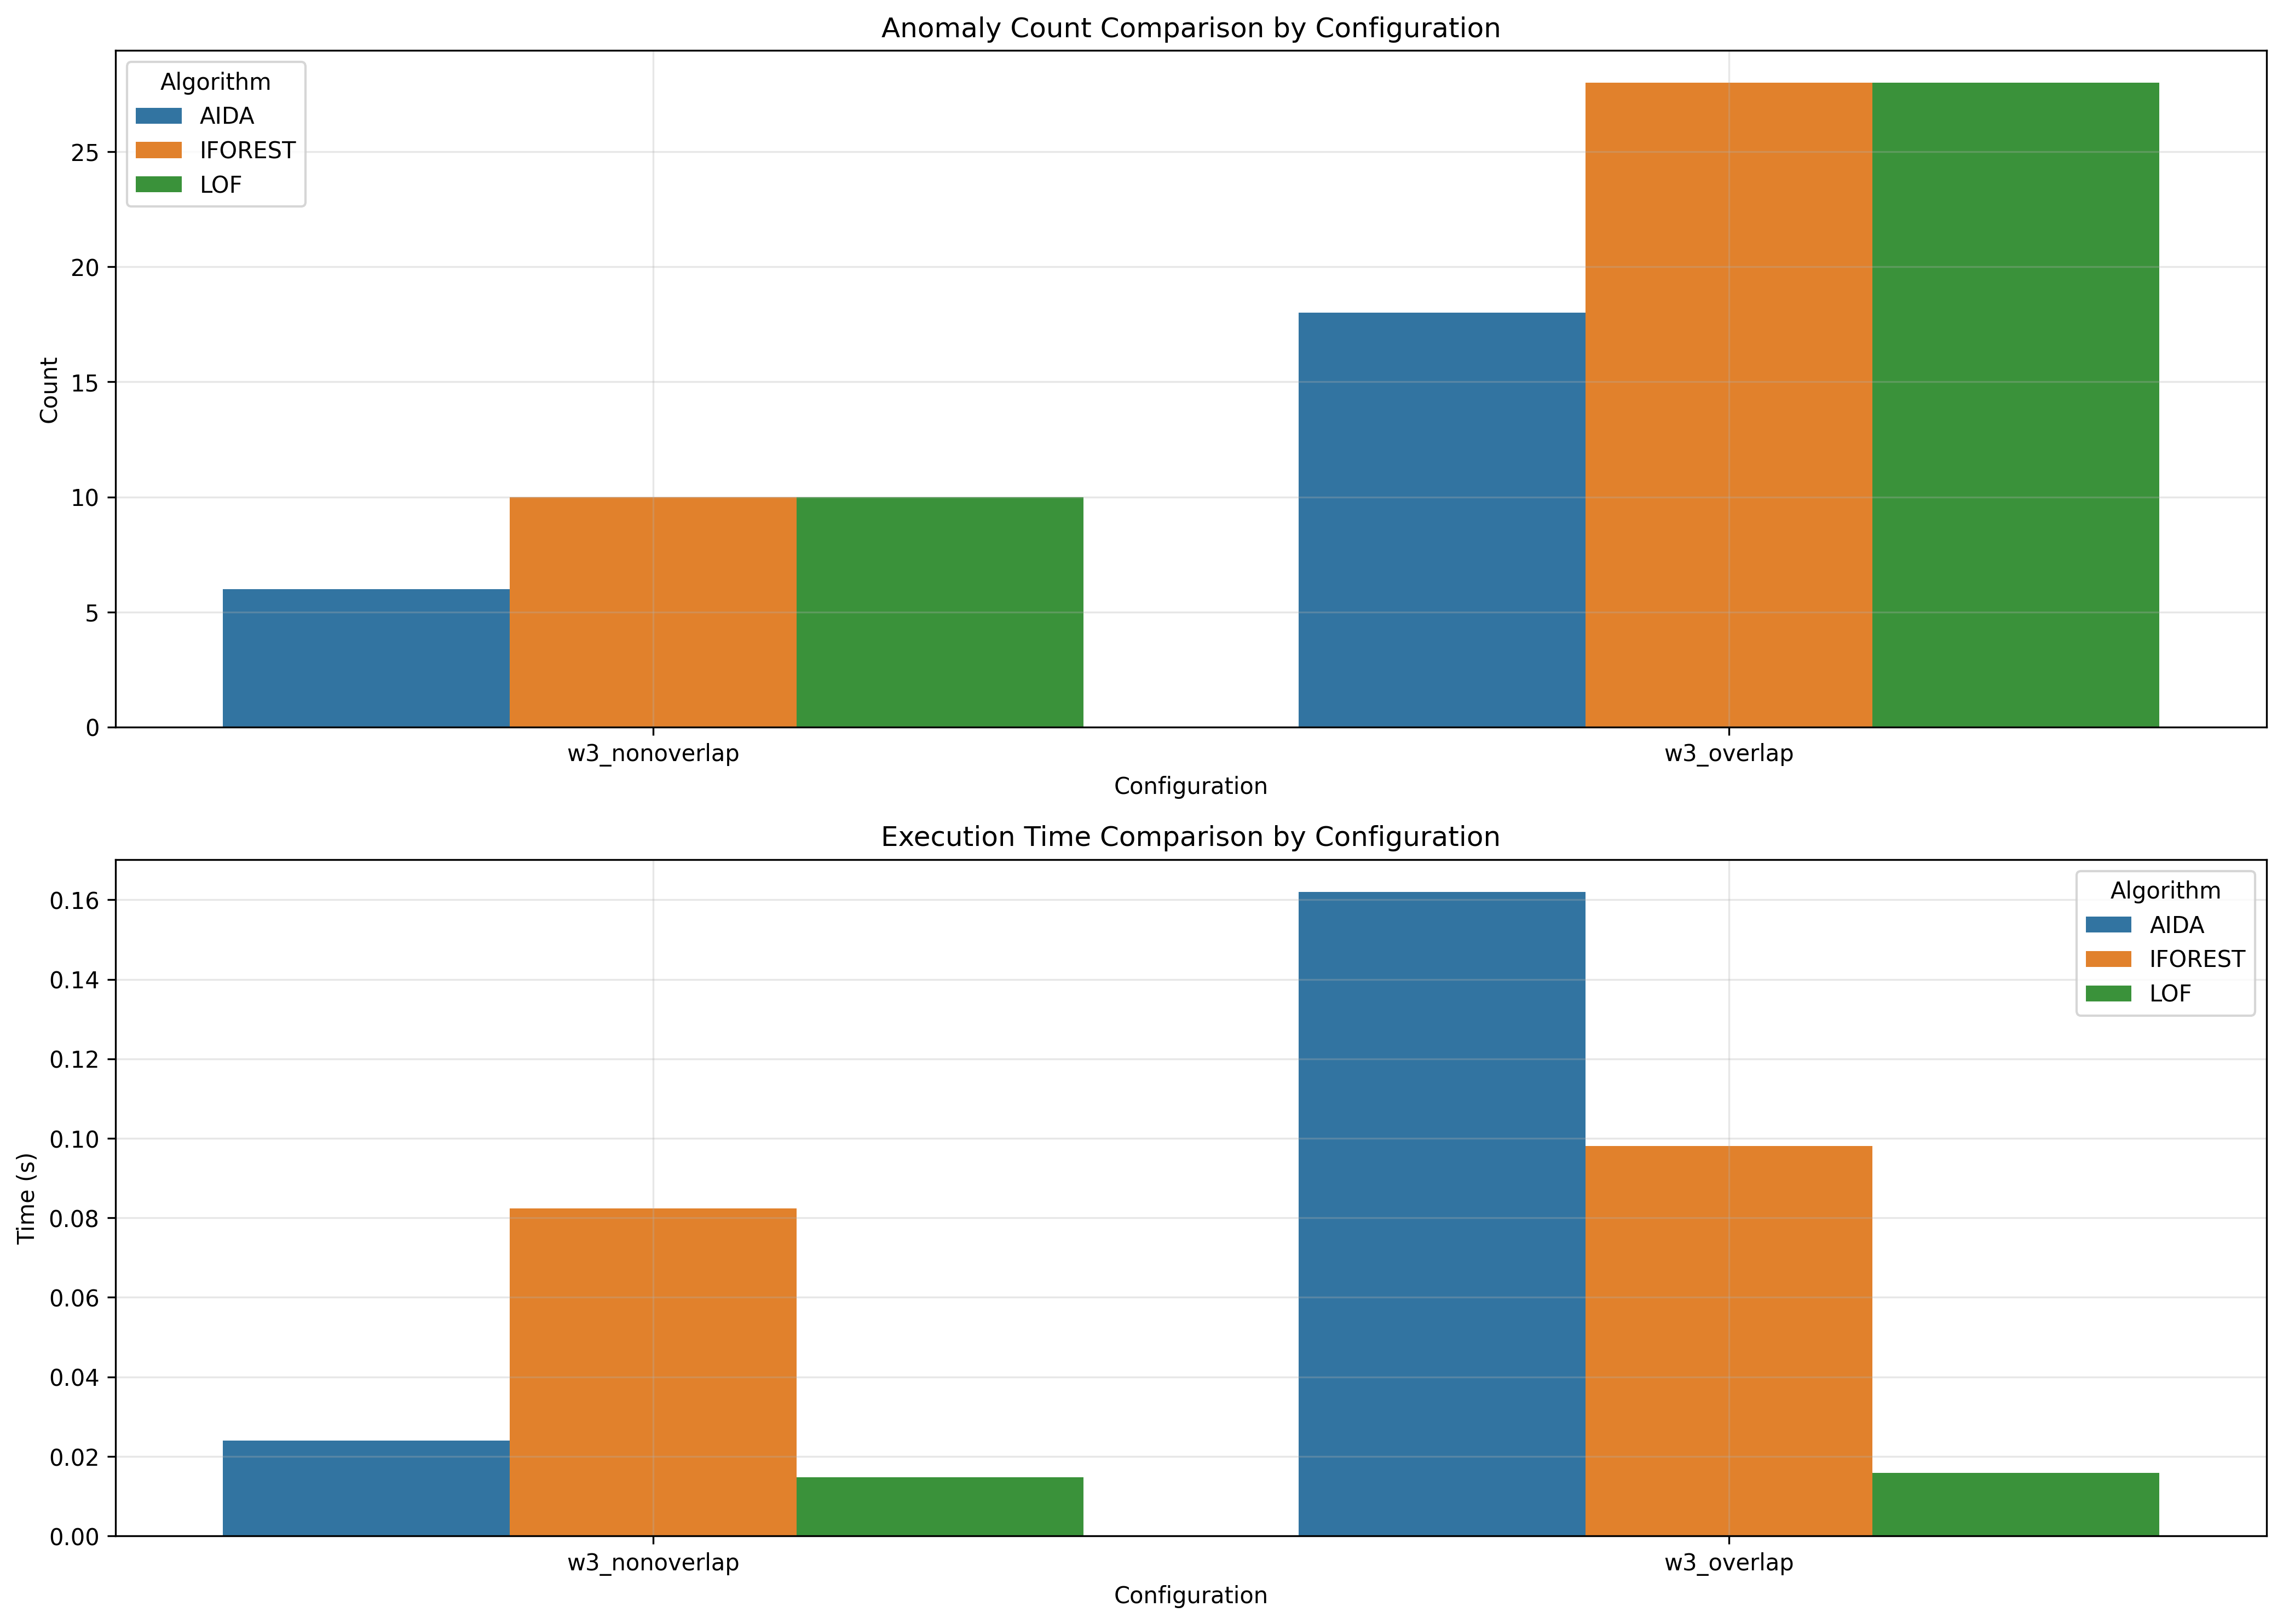 Anomaly Count Comparison by Configuration
Algorithm
AIDA
IFOREST
LOF
Count
25
20
15
10
5
0
w3_nonoverlap
w3_overlap
Configuration
Execution Time Comparison by Configuration
Algorithm
AIDA
IFOREST
LOF
Time (s)
0.16
0.14
0.12
0.10
0.08
0.06
0.04
0.02
0.00
w3_nonoverlap
w3_overlap
Configuration